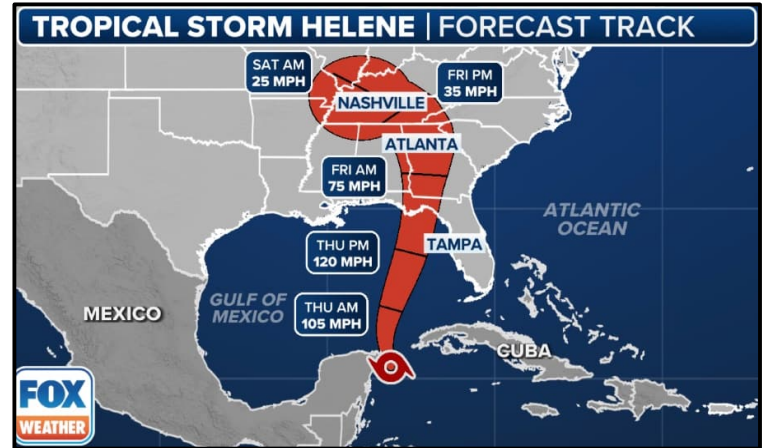 TROPICAL STORM HELENE | FORECAST TRACK
SAT AM
25 MPH
FRI PM
35 MPH
NASHVILLE
ATLANTA
FRI AM
75 MPH
ATLANTIC
OCEAN
TAMPA
THU PM
120 MPH
GULF OF
MEXICO
MEXICO
THU AM
105 MPH
CUBA
FOX
WEATHER